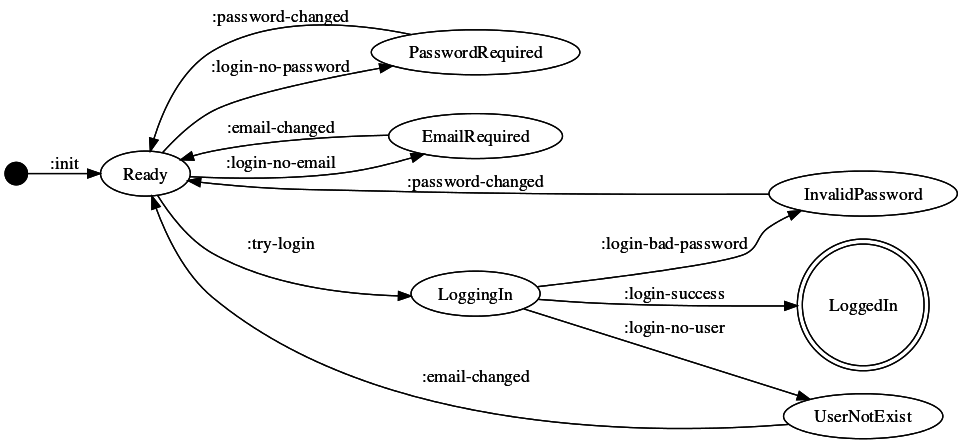 :password-changed
PasswordRequired
:login-no-password
:email-changed
EmailRequired
:init
Ready
:login-no-email
:password-changed
InvalidPassword
:try-login
:login-bad-password
LoggingIn
:login-success
LoggedIn
:login-no-user
:email-changed
UserNotExist